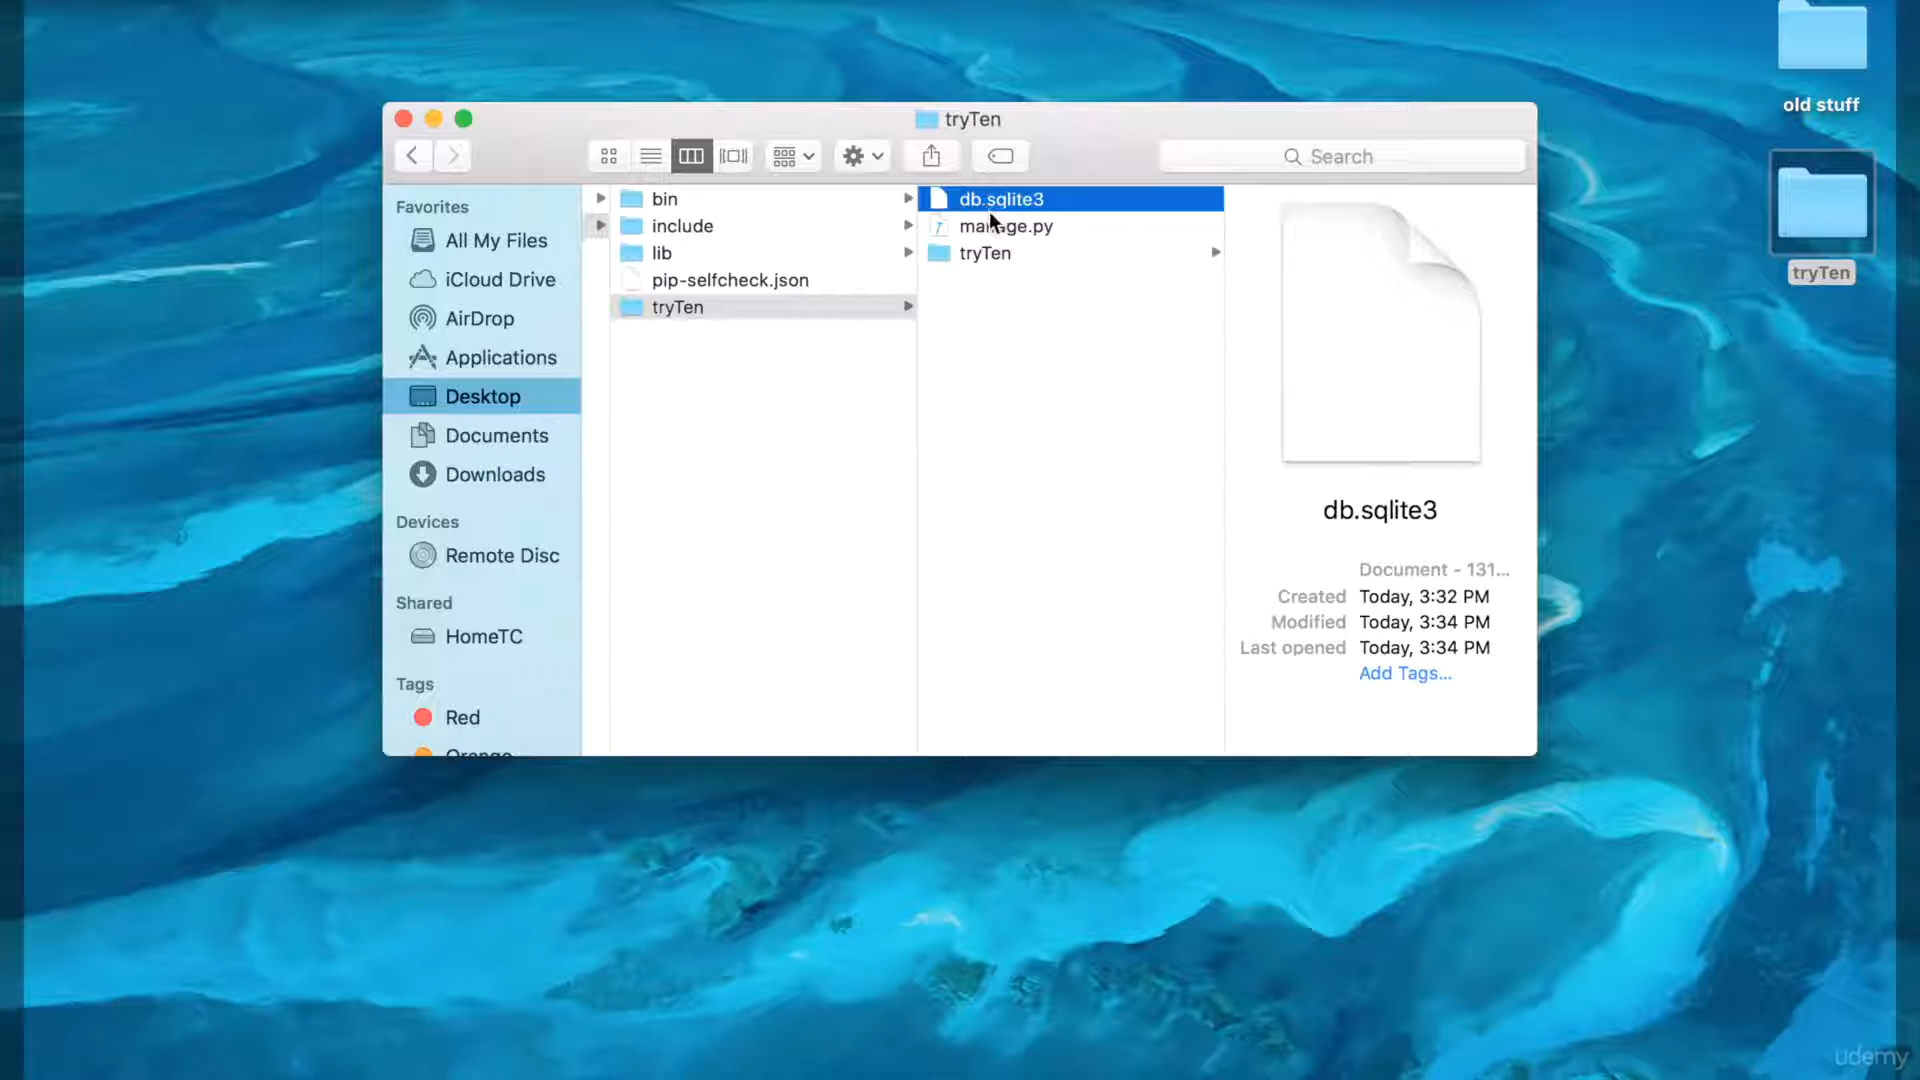 old stuff
tryTen
tryTen
Search
Favorites
All My Files
iCloud Drive
AirDrop
Applications
Desktop
Documents
Downloads
Devices
Remote Disc
Shared
HomeTC
Tags
Red
Orange
bin
include
lib
pip-selfcheck.json
tryTen
db.sqlite3
manage.py
tryTen
db.sqlite3
Document - 131...
Created Today, 3:32 PM
Modified Today, 3:34 PM
Last opened Today, 3:34 PM
Add Tags...
udemy